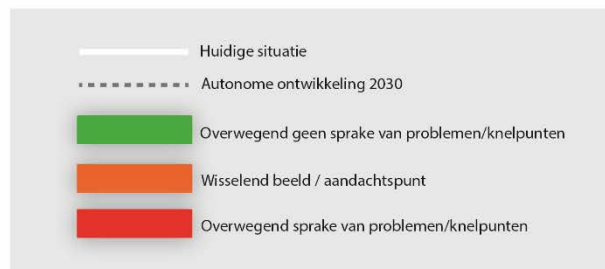 Huidige situatie
Autonome ontwikkeling 2030
Overwegend geen sprake van problemen/knelpunten
Wisselend beeld / aandachtspunt
Overwegend sprake van problemen/knelpunten